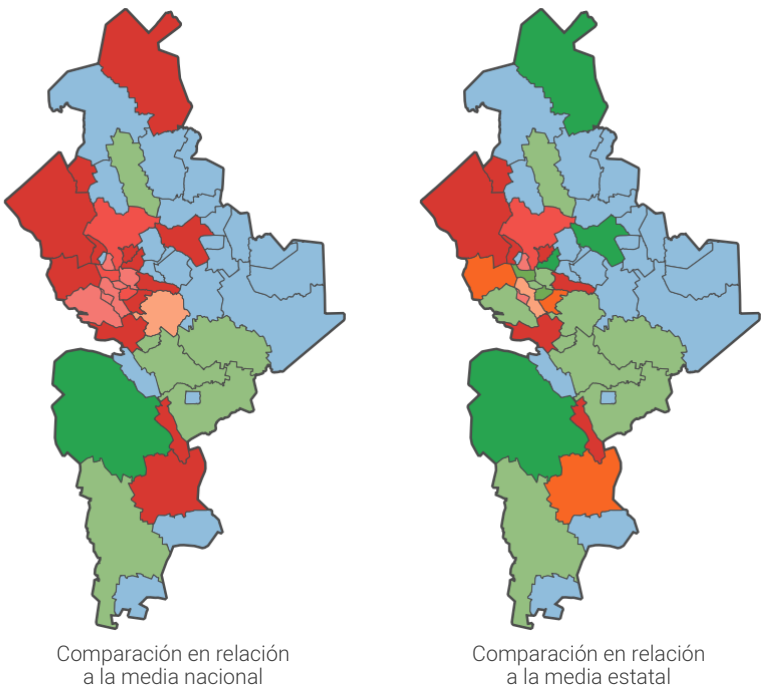 Comparación en relación
a la media nacional
Comparación en relación
a la media estatal